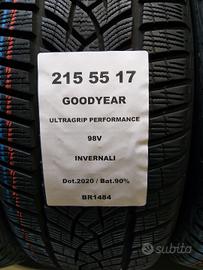 215 55 17
GOODYEAR
ULTRAGRIP PERFORMANCE
98V
INVERNALI
Dot.2020 / Bat.90%
BR1484
subito